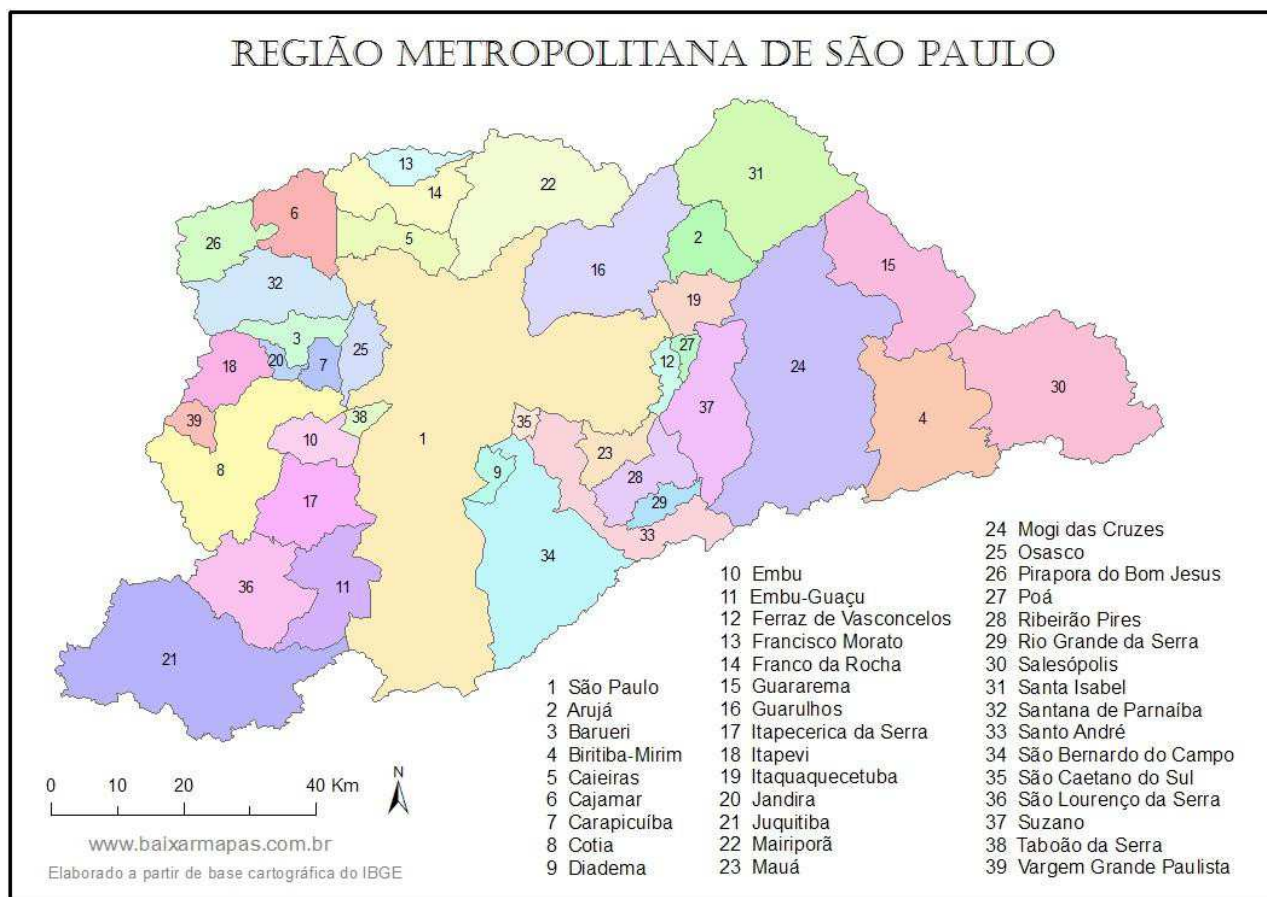 REGIÃO METROPOLITANA DE SÃO PAULO
13
31
14
22
6
2
26
5
16
15
32
19
3
25
27
20
12
18
7
24
30
37
39
38
35
4
10
1
23
8
9
28
17
29
33
34
36
11
21
1 São Paulo
2 Arujá
3 Barueri
4 Biritiba-Mirim
5 Caieiras
6 Cajamar
7 Carapicuíba
8 Cotia
9 Diadema
10 Embu
11 Embu-Guaçu
12 Ferraz de Vasconcelos
13 Francisco Morato
14 Franco da Rocha
15 Guararema
16 Guarulhos
17 Itapecerica da Serra
18 Itapevi
19 Itaquaquecetuba
20 Jandira
21 Juquitiba
22 Mairiporã
23 Mauá
24 Mogi das Cruzes
25 Osasco
26 Pirapora do Bom Jesus
27 Poá
28 Ribeirão Pires
29 Rio Grande da Serra
30 Salesópolis
31 Santa Isabel
32 Santana de Parnaíba
33 Santo André
34 São Bernardo do Campo
35 São Caetano do Sul
36 São Lourenço da Serra
37 Suzano
38 Taboão da Serra
39 Vargem Grande Paulista
0 10 20 40 Km
N
www.baixarmapas.com.br
Elaborado a partir de base cartográfica do IBGE